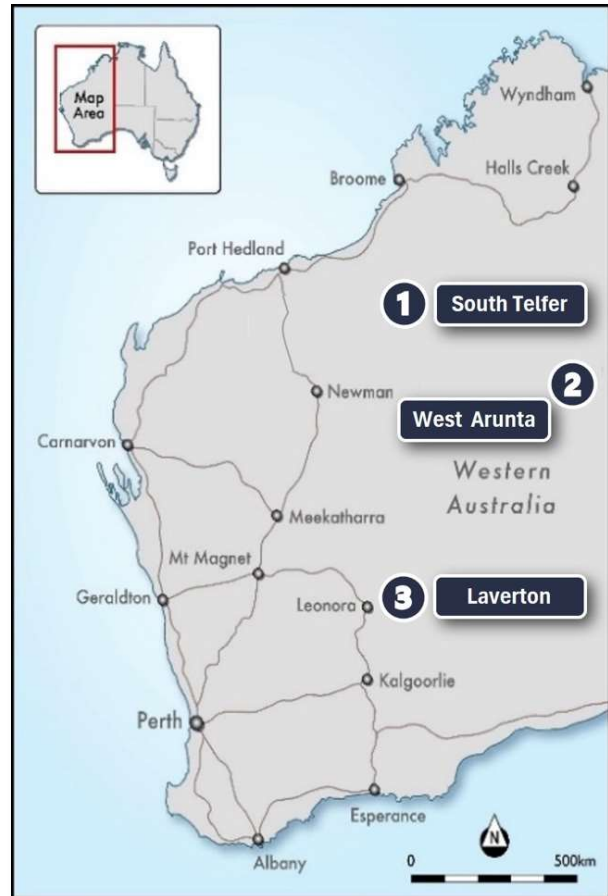 Map
Area
Wyndham
Halls Creek
Broome
Port Hedland
1 South Telfer
2
Newman
West Arunta
Carnarvon
Western
Australia
Meekatharra
Mt Magnet
Geraldton
Leonora
3 Laverton
Kalgoorlie
Perth
Esperance
Albany
N
0 500km